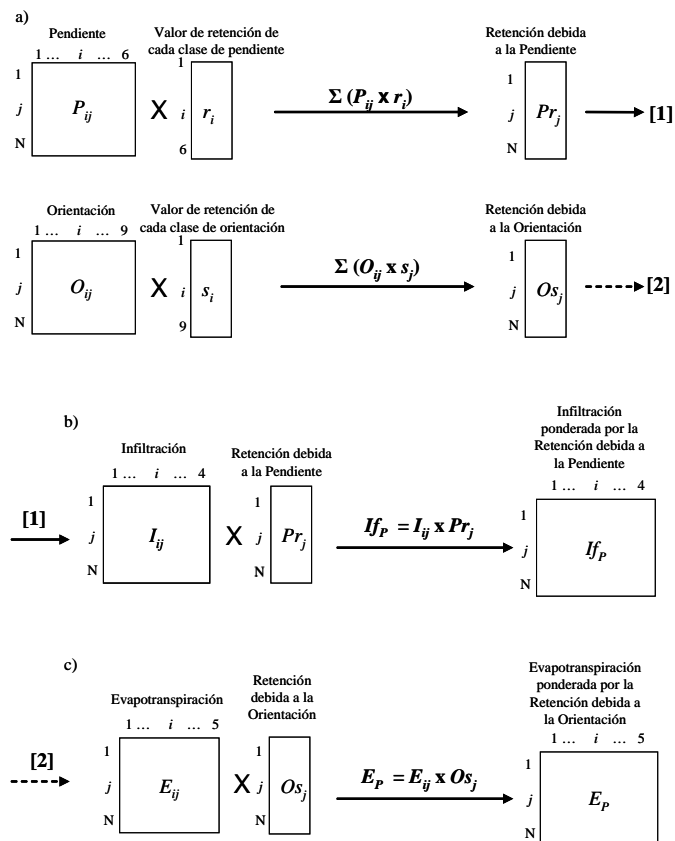 a)
Pendiente
1 ... i ... 6
1
j
N
P_ij
X
Valor de retención de
cada clase de pendiente
1
i
6
r_i
Σ (P_ij x r_i)
Retención debida
a la Pendiente
1
j
N
Pr_j
[1]
Orientación
1 ... i ... 9
1
j
N
O_ij
X
Valor de retención de
cada clase de orientación
1
i
9
s_i
Σ (O_ij x s_j)
Retención debida
a la Orientación
1
j
N
Os_j
[2]
b)
[1]
Infiltración
1 ... i ... 4
1
j
N
I_ij
X
Retención debida
a la Pendiente
1
j
N
Pr_j
If_P = I_ij x Pr_j
Infiltración
ponderada por la
Retención debida a
la Pendiente
1 ... i ... 4
1
j
N
If_P
c)
[2]
Evapotranspiración
1 ... i ... 5
1
j
N
E_ij
X
Retención
debida a la
Orientación
1
j
N
Os_j
E_P = E_ij x Os_j
Evapotranspiración
ponderada por la
Retención debida a
la Orientación
1 ... i ... 5
1
j
N
E_P